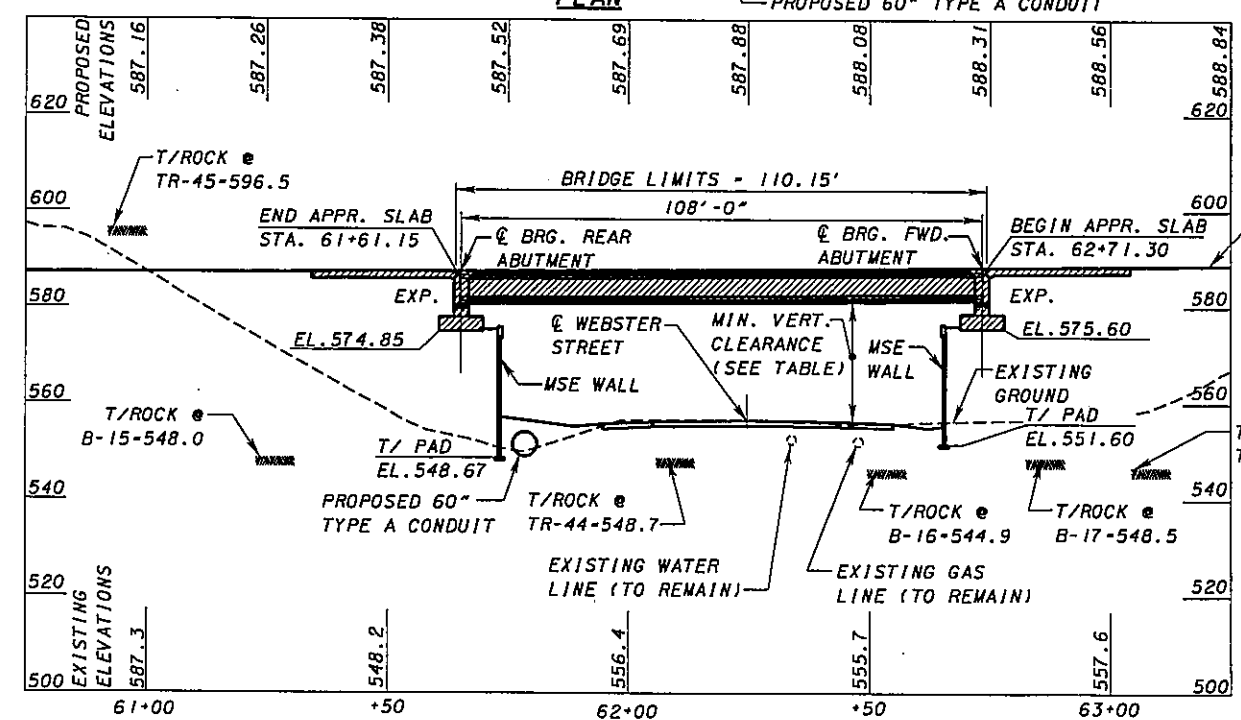 PLAN
PROPOSED 60" TYPE A CONDUIT
PROPOSED
ELEVATIONS
587.16
587.26
587.38
587.52
587.69
587.88
588.08
588.31
588.56
588.84
620
620
T/ROCK @
TR-45=596.5
BRIDGE LIMITS = 110.15'
108'-0"
600
600
END APPR. SLAB
STA. 61+61.15
℄ BRG. REAR
ABUTMENT
℄ BRG. FWD.
ABUTMENT
BEGIN APPR. SLAB
STA. 62+71.30
580
580
EXP.
EXP.
EL.574.85
℄ WEBSTER
STREET
MIN. VERT.
CLEARANCE
(SEE TABLE)
MSE
WALL
EL.575.60
MSE WALL
EXISTING
GROUND
560
560
T/ROCK @
B-15=548.0
T/ PAD
EL.548.67
T/ PAD
EL.551.60
T
T
540
540
PROPOSED 60"
TYPE A CONDUIT
T/ROCK @
TR-44=548.7
T/ROCK @
B-16=544.9
T/ROCK @
B-17=548.5
EXISTING WATER
LINE (TO REMAIN)
EXISTING GAS
LINE (TO REMAIN)
520
520
EXISTING
ELEVATIONS
587.3
548.2
556.4
555.7
557.6
500
500
61+00
+50
62+00
+50
63+00